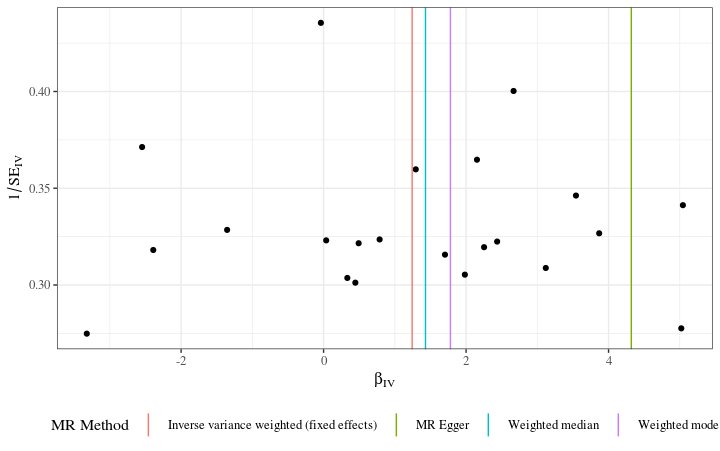 0.40
0.35
0.30
1/SE_IV
-2 0 2 4
β_IV
MR Method Inverse variance weighted (fixed effects) MR Egger Weighted median Weighted mode